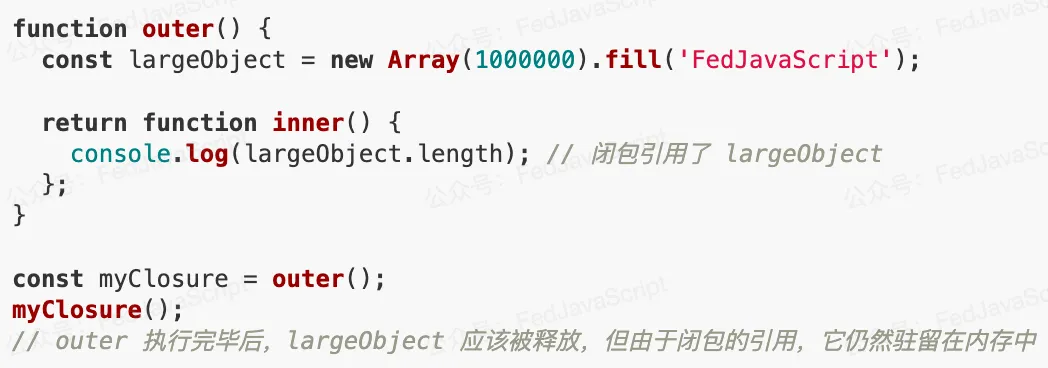 function outer() {
  const largeObject = new Array(1000000).fill('FedJavaScript');
  return function inner() {
    console.log(largeObject.length); // 闭包引用了 largeObject
  };
}
const myClosure = outer();
myClosure();
// outer 执行完毕后，largeObject 应该被释放，但由于闭包的引用，它仍然驻留在内存中
公众号：FedJavaScript